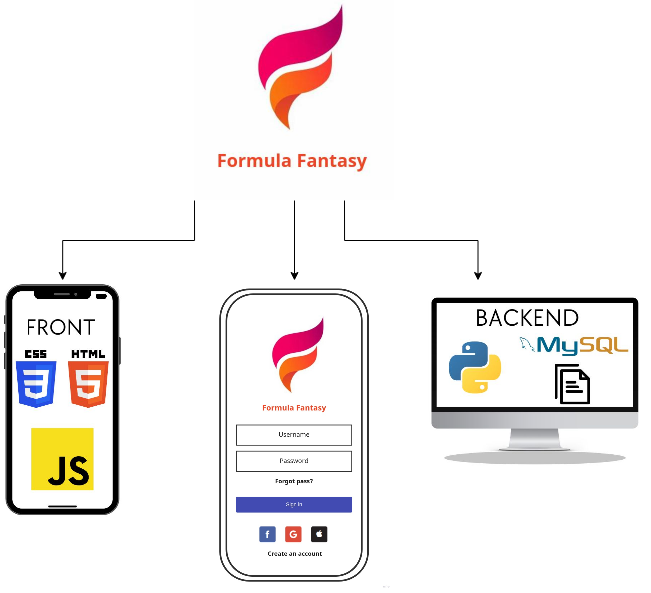 Formula Fantasy
FRONT
CSS HTML
3 5
JS
Formula Fantasy
Username
Password
Forgot pass?
Sign in
f G
Create an account
BACKEND
MySQL